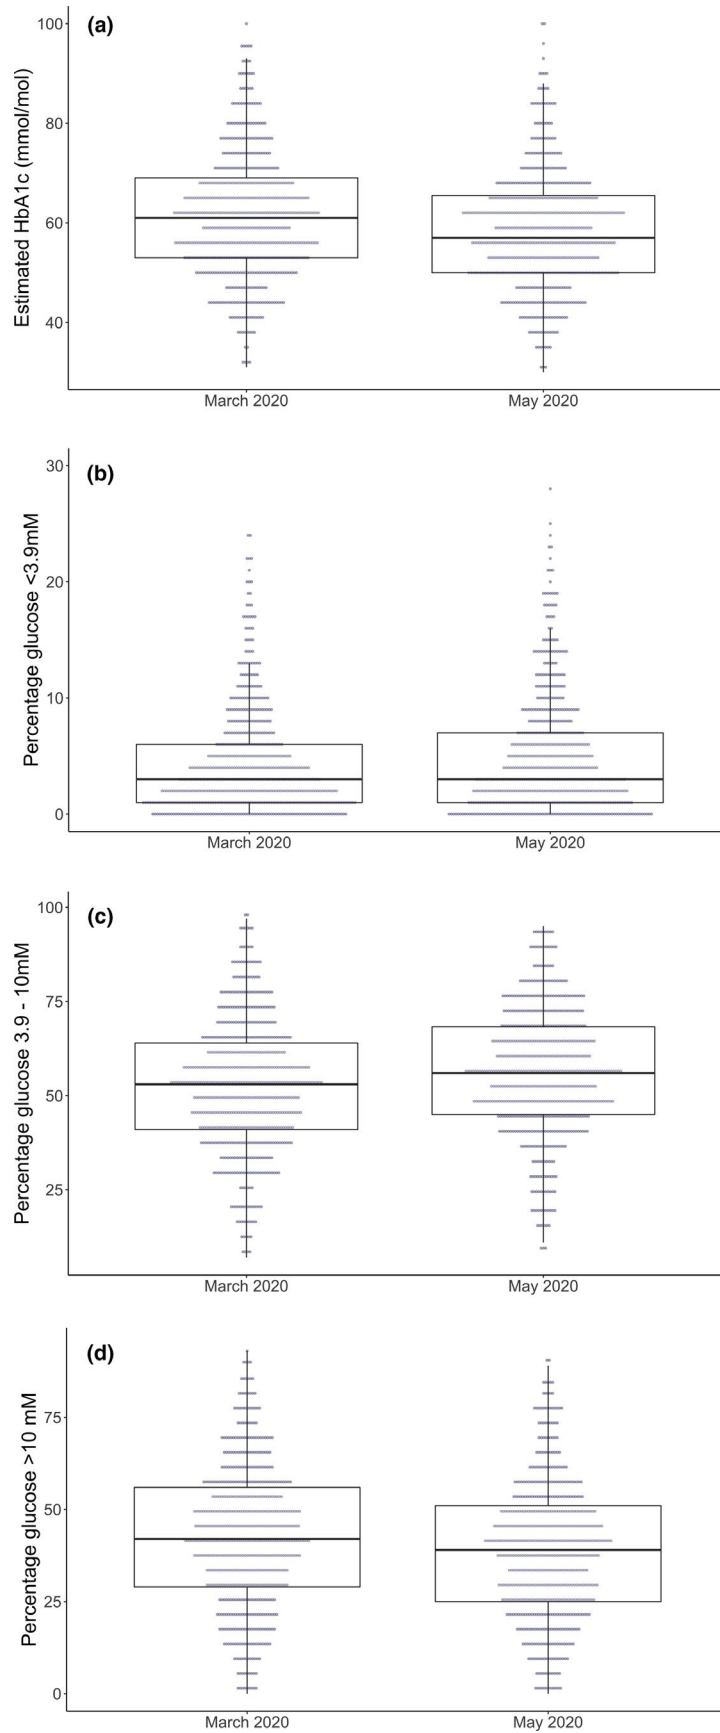 (a)
Estimated HbA1c (mmol/mol)
100
80
60
40
March 2020
May 2020
(b)
Percentage glucose <3.9mM
30
20
10
0
March 2020
May 2020
(c)
Percentage glucose 3.9 - 10mM
100
75
50
25
March 2020
May 2020
(d)
Percentage glucose >10 mM
75
50
25
0
March 2020
May 2020